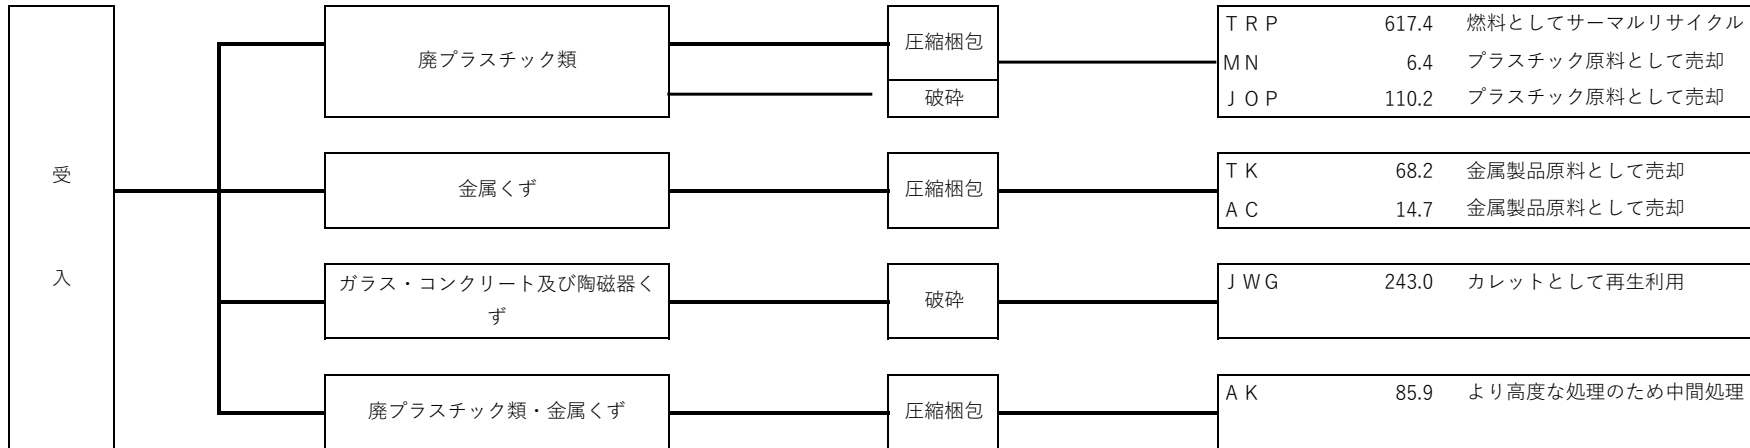 受
入
廃プラスチック類
圧縮梱包
破砕
ＴＲＰ 617.4 燃料としてサーマルリサイクル
ＭＮ 6.4 プラスチック原料として売却
ＪＯＰ 110.2 プラスチック原料として売却
金属くず
圧縮梱包
ＴＫ 68.2 金属製品原料として売却
ＡＣ 14.7 金属製品原料として売却
ガラス・コンクリート及び陶磁器く
ず
破砕
ＪＷＧ 243.0 カレットとして再生利用
廃プラスチック類・金属くず
圧縮梱包
ＡＫ 85.9 より高度な処理のため中間処理